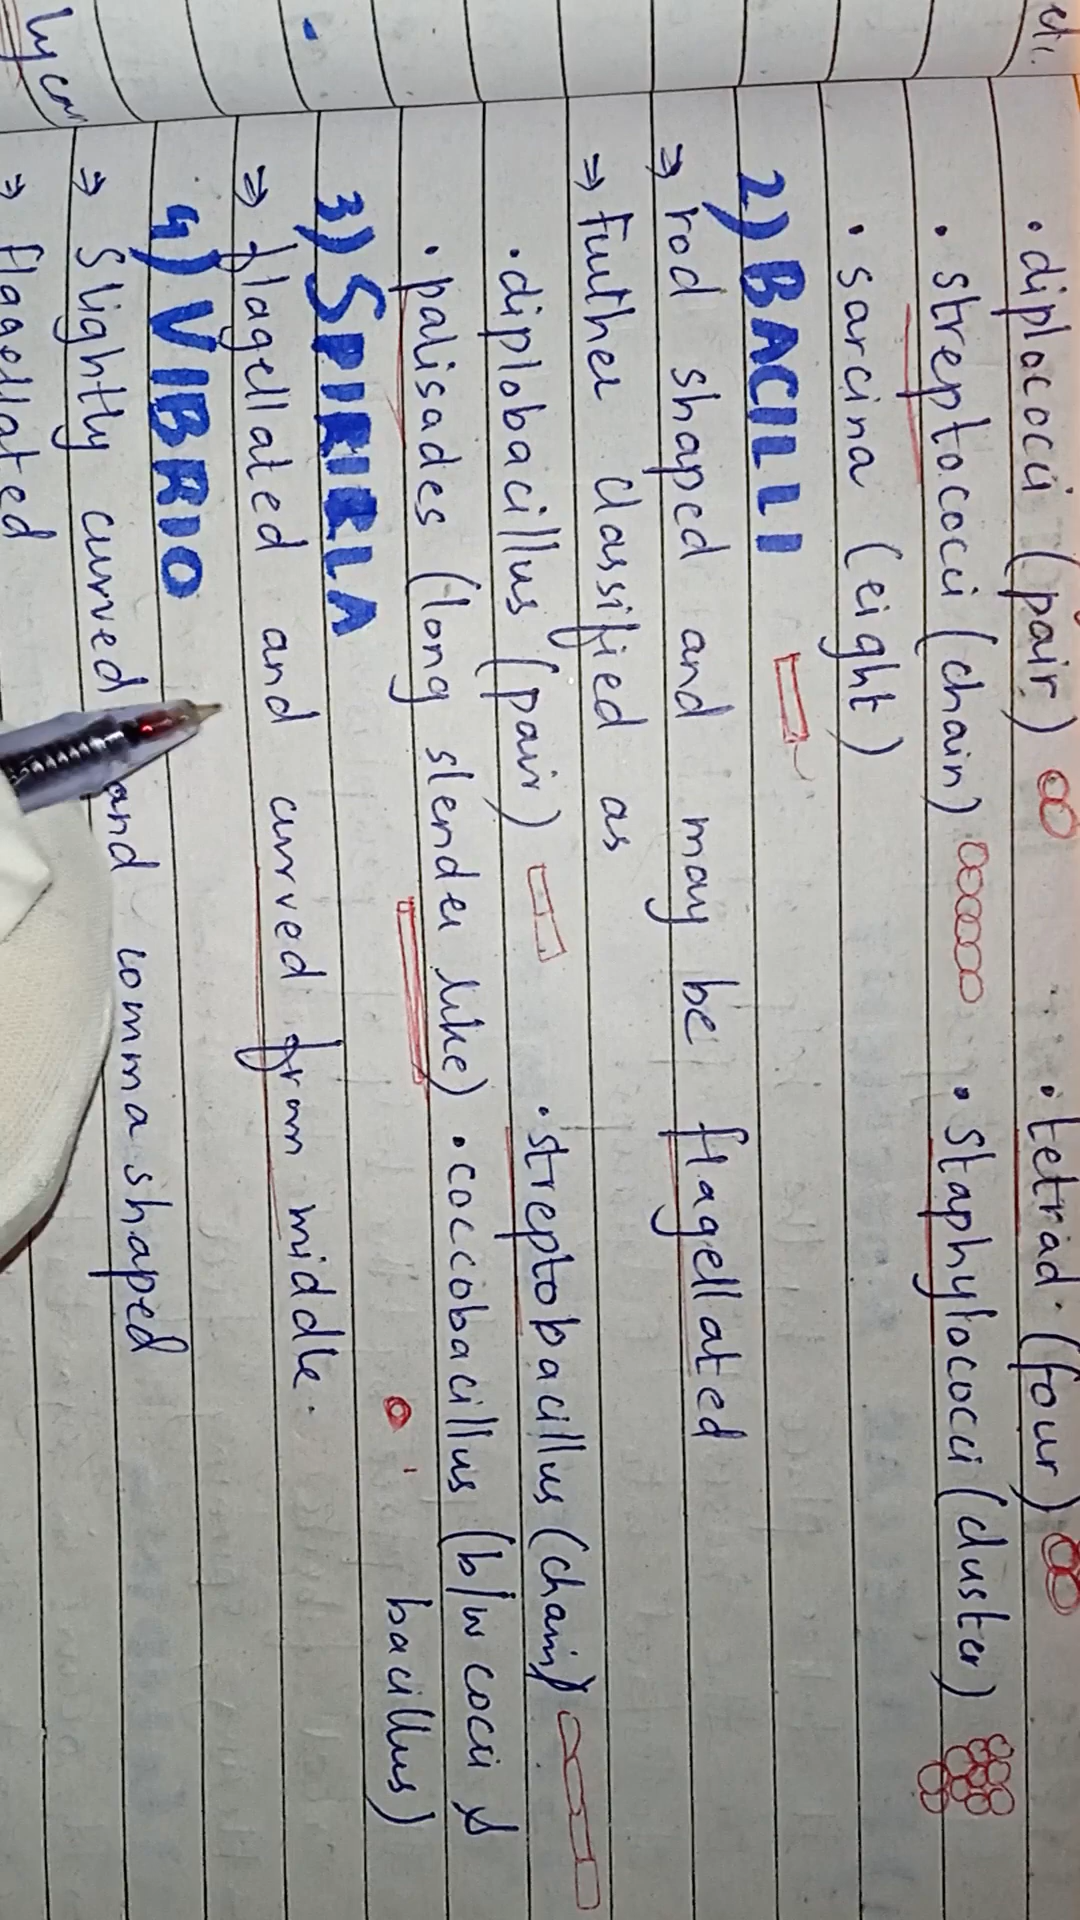 • diplococci (pair) • tetrad. (four)
• streptococci (chain) • staphylococci (cluster)
• sarcina (eight)
2) BACILLI
⇒ rod shaped and may be flagellated
⇒ Further classified as
• diplobacillus (pair) • streptobacillus (chain)
• palisades (long slender like) • coccobacillus (b/w cocci &
bacillus)
3) SPIRIRLA
⇒ flagellated and curved from middle.
4) VIBRIO
⇒ Slightly curved and comma shaped
⇒ flagellated